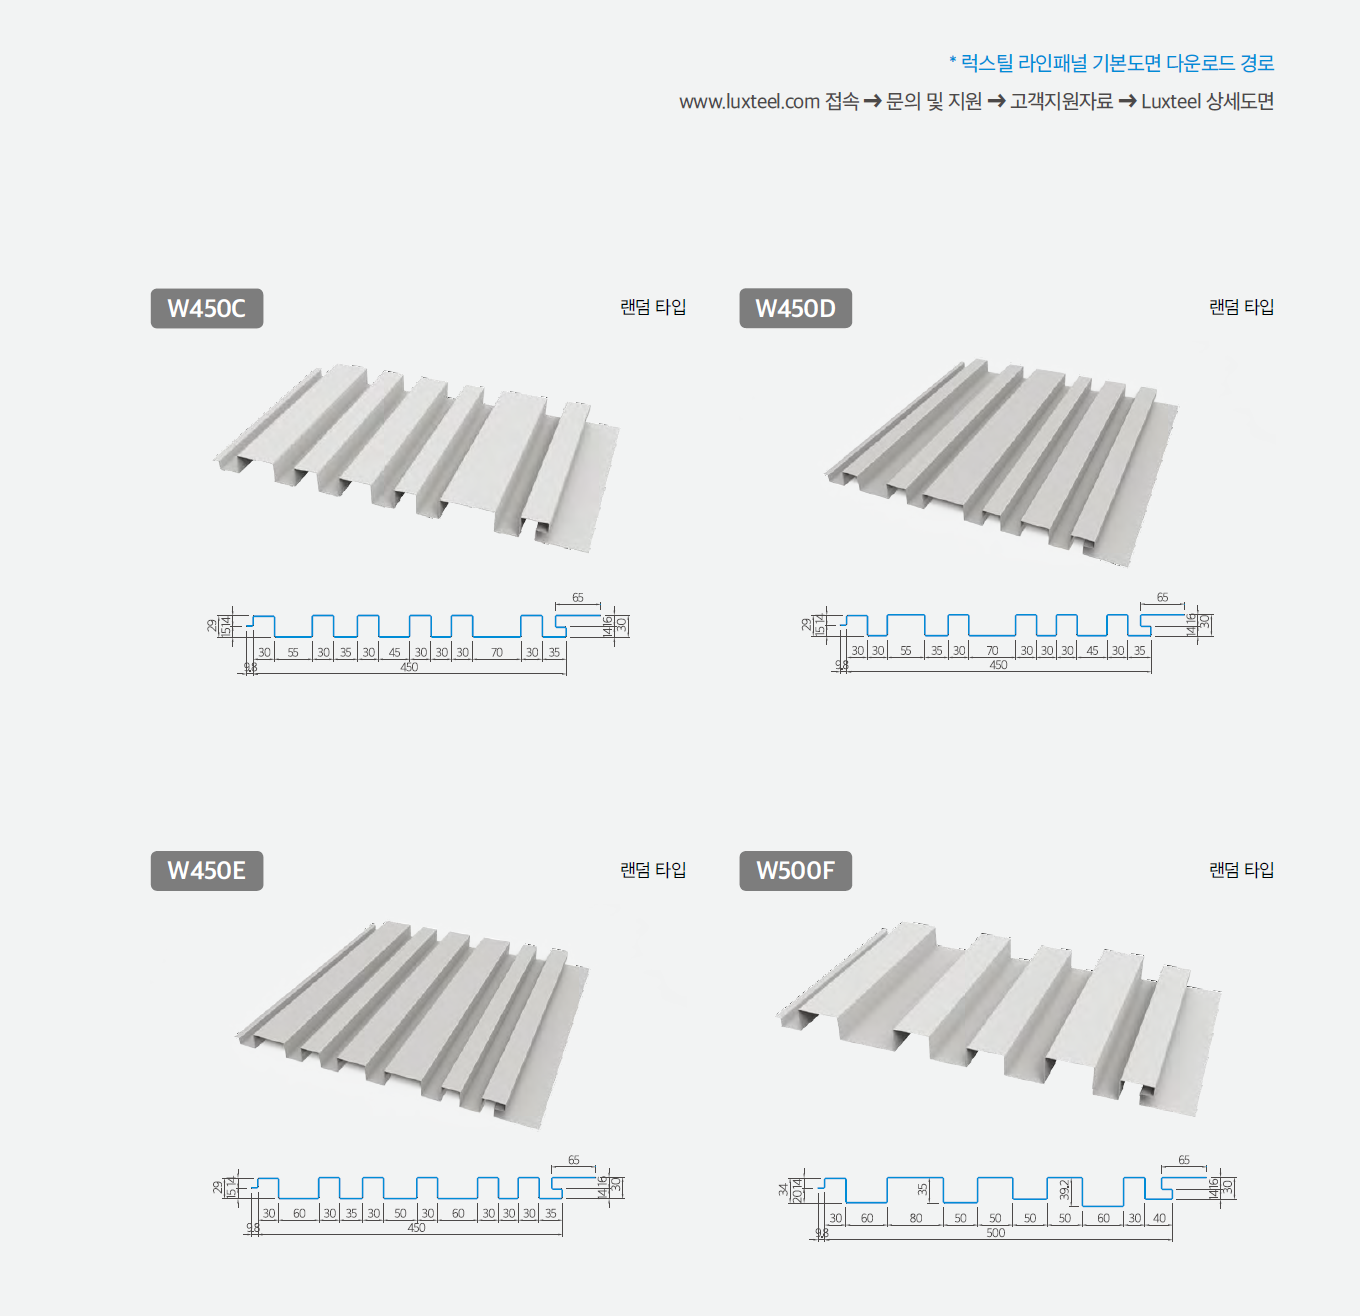 * 럭스틸 라인패널 기본도면 다운로드 경로
www.luxteel.com 접속 ➜ 문의 및 지원 ➜ 고객지원자료 ➜ Luxteel 상세도면
W450C
랜덤 타입
65
29
15 14
14 16
30
30 55 30 35 30 45 30 30 30 70 30 35
9.8
450
W450D
랜덤 타입
65
29
15 14
14 16
30
30 30 55 35 30 70 30 30 30 45 30 35
9.8
450
W450E
랜덤 타입
65
29
15 14
14 16
30
30 60 30 35 30 50 30 60 30 30 30 35
9.8
450
W500F
랜덤 타입
65
34
20 14
35
39.2
14 16
30
30 60 80 50 50 50 50 60 30 40
9.8
500